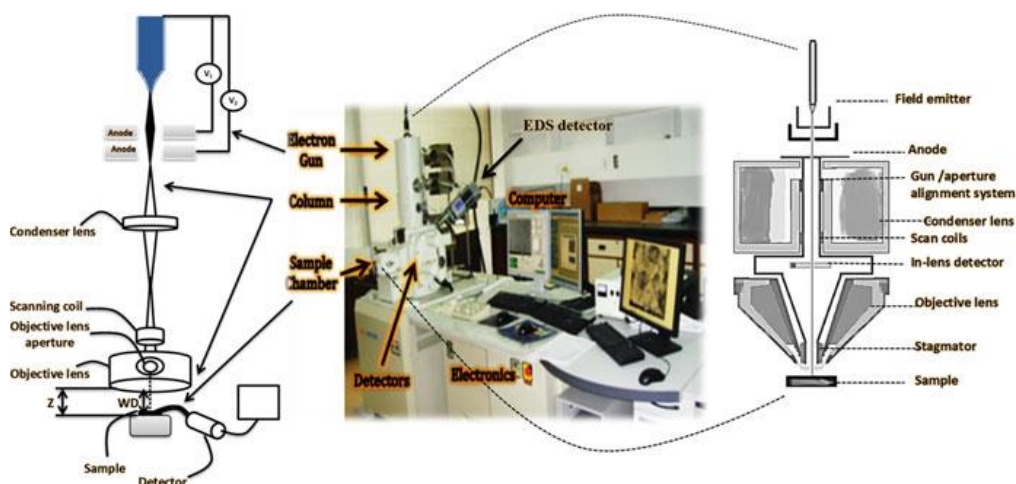 V₁
V₂
Anode
Anode
Condenser lens
Scanning coil
Objective lens
aperture
Objective lens
Z
WD
Sample
Detector
Electron
Gun
Column
Sample
Chamber
EDS detector
Computer
Detectors
Electronics
Field emitter
Anode
Gun /aperture
alignment system
Condenser lens
Scan coils
In-lens detector
Objective lens
Stagmator
Sample